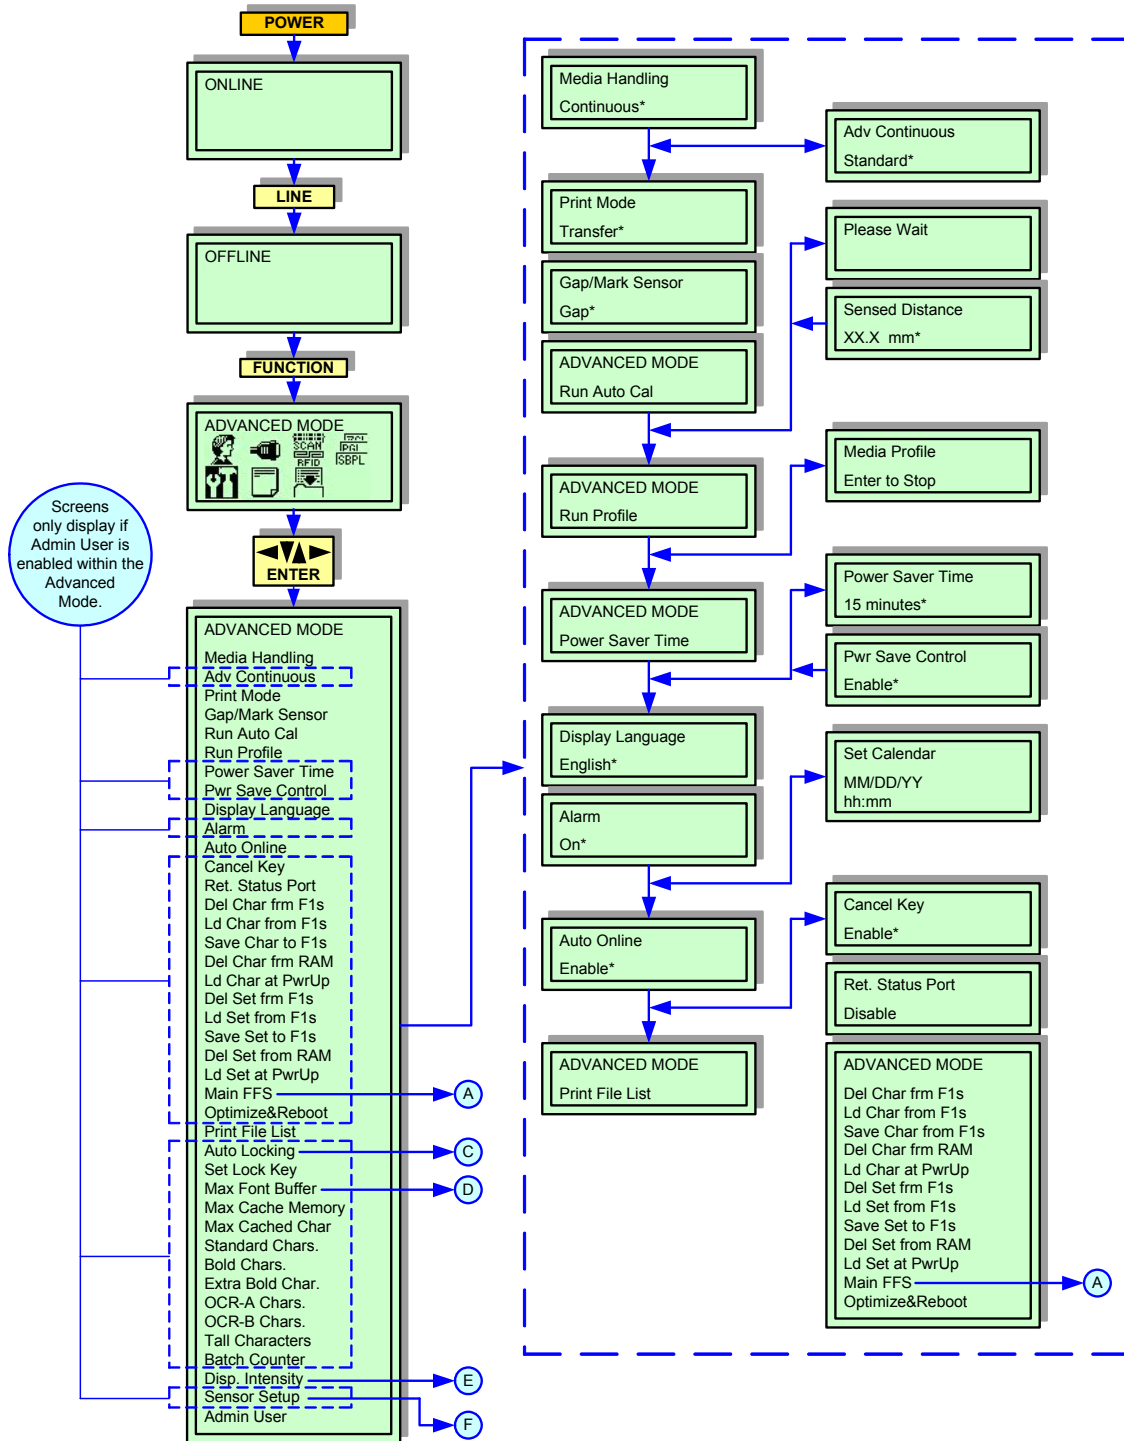 POWER
ONLINE
LINE
OFFLINE
FUNCTION
ADVANCED MODE
SCAN
RFID
PGL
SBPL
ENTER
Screens
only display if
Admin User is
enabled within the
Advanced
Mode.
ADVANCED MODE
Media Handling
Adv Continuous
Print Mode
Gap/Mark Sensor
Run Auto Cal
Run Profile
Power Saver Time
Pwr Save Control
Display Language
Alarm
Auto Online
Cancel Key
Ret. Status Port
Del Char frm F1s
Ld Char from F1s
Save Char to F1s
Del Char frm RAM
Ld Char at PwrUp
Del Set frm F1s
Ld Set from F1s
Save Set to F1s
Del Set from RAM
Ld Set at PwrUp
Main FFS
A
Optimize&Reboot
Print File List
Auto Locking
C
Set Lock Key
Max Font Buffer
D
Max Cache Memory
Max Cached Char
Standard Chars.
Bold Chars.
Extra Bold Char.
OCR-A Chars.
OCR-B Chars.
Tall Characters
Batch Counter
Disp. Intensity
E
Sensor Setup
F
Admin User
Media Handling
Continuous*
Adv Continuous
Standard*
Print Mode
Transfer*
Gap/Mark Sensor
Gap*
ADVANCED MODE
Run Auto Cal
Please Wait
Sensed Distance
XX.X mm*
ADVANCED MODE
Run Profile
Media Profile
Enter to Stop
ADVANCED MODE
Power Saver Time
Power Saver Time
15 minutes*
Pwr Save Control
Enable*
Display Language
English*
Alarm
On*
Set Calendar
MM/DD/YY
hh:mm
Auto Online
Enable*
Cancel Key
Enable*
Ret. Status Port
Disable
ADVANCED MODE
Print File List
ADVANCED MODE
Del Char frm F1s
Ld Char from F1s
Save Char from F1s
Del Char frm RAM
Ld Char at PwrUp
Del Set frm F1s
Ld Set from F1s
Save Set to F1s
Del Set from RAM
Ld Set at PwrUp
Main FFS
A
Optimize&Reboot